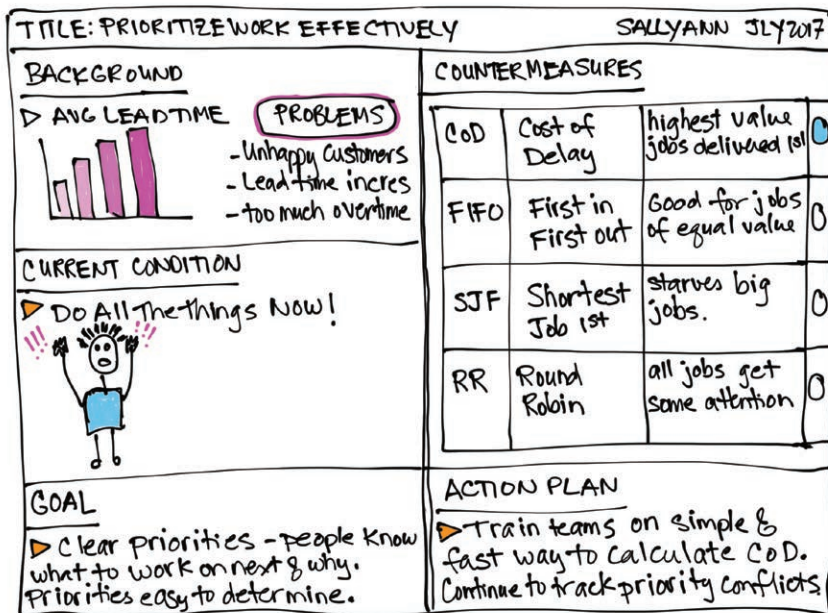 TITLE: PRIORITIZE WORK EFFECTIVELY SALLYANN JLY 2017
BACKGROUND
AVG LEADTIME
PROBLEMS
- Unhappy Customers
- Lead time incres
- too much overtime
CURRENT CONDITION
Do All The things Now!
!!! !!!
GOAL
Clear priorities - people know
what to work on next & why.
Priorities easy to determine.
COUNTERMEASURES
CoD Cost of Delay highest value jobs delivered 1st
FIFO First in First out Good for jobs of equal value
SJF Shortest Job 1st starves big jobs.
RR Round Robin all jobs get some attention
ACTION PLAN
Train teams on simple &
fast way to calculate CoD.
Continue to track priority conflicts